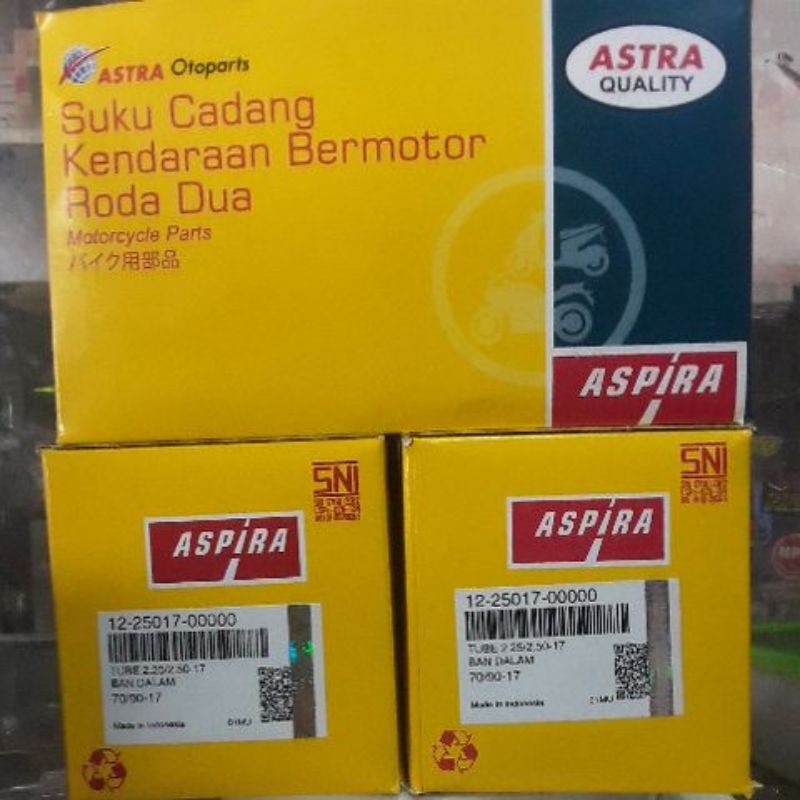 ASTRA Otoparts
ASTRA
QUALITY
Suku Cadang
Kendaraan Bermotor
Roda Dua
Motorcycle Parts
バイク用部品
ASPIRA
SNI
ASPIRA
12-25017-00000
TUBE 2.25/2.50-17
BAN DALAM
70/90-17
Made in Indonesia
01MU
SNI
ASPIRA
12-25017-00000
TUBE 2.25/2.50-17
BAN DALAM
70/90-17
Made in Indonesia
01MU